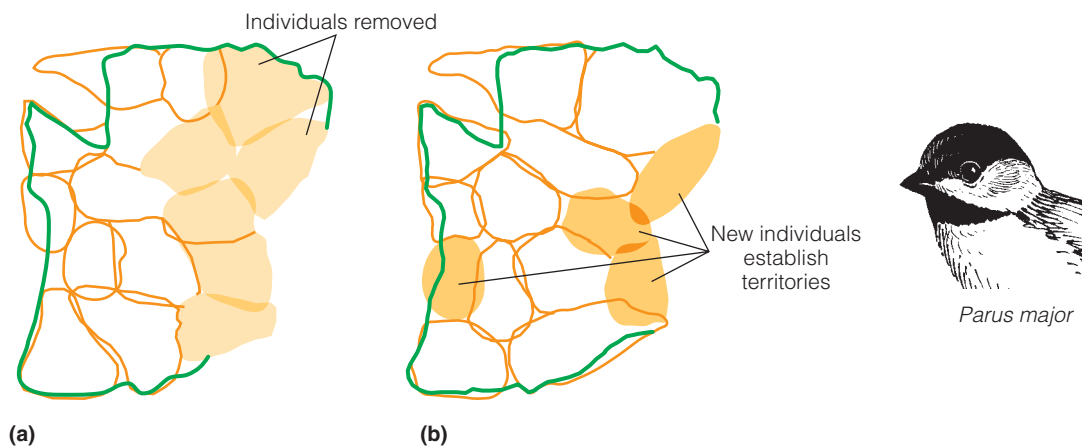 Individuals removed
New individuals
establish
territories
Parus major
(a)
(b)